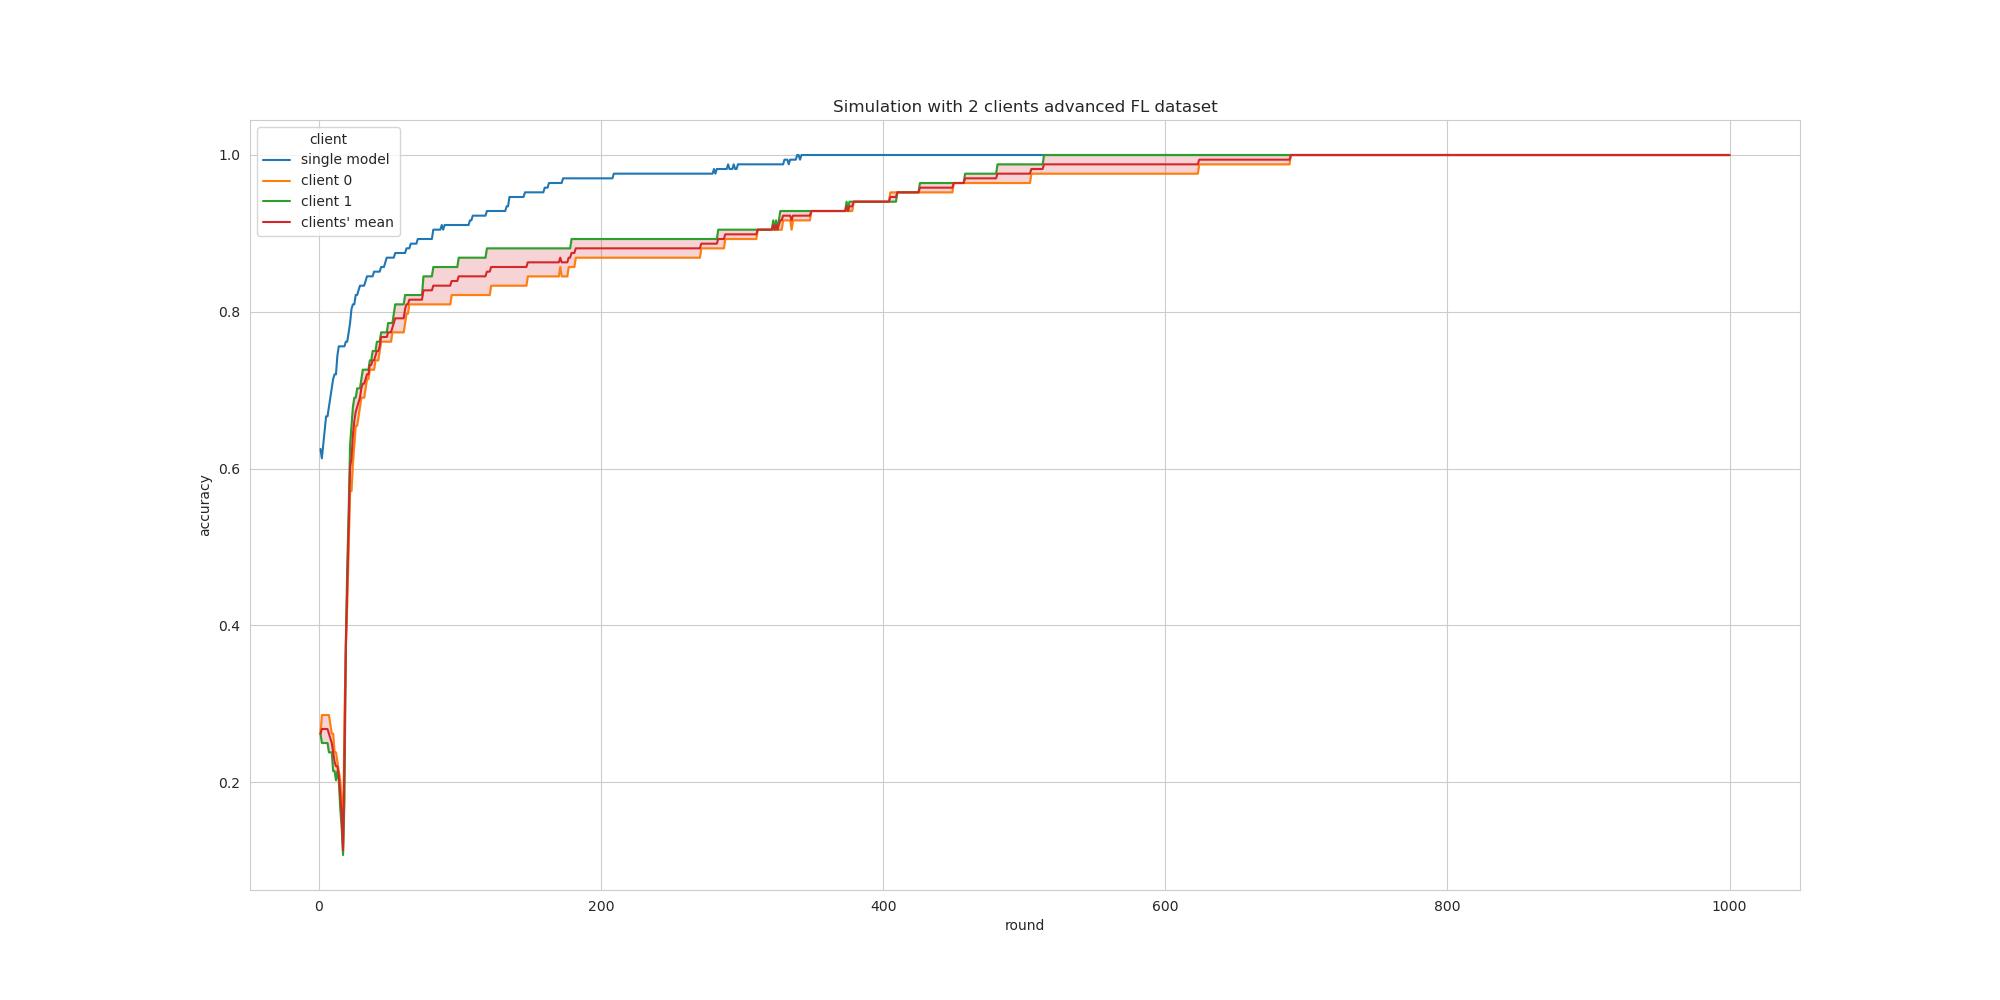 Simulation with 2 clients advanced FL dataset
client
single model
client 0
client 1
clients' mean
1.0
0.8
0.6
0.4
0.2
accuracy
0 200 400 600 800 1000
round